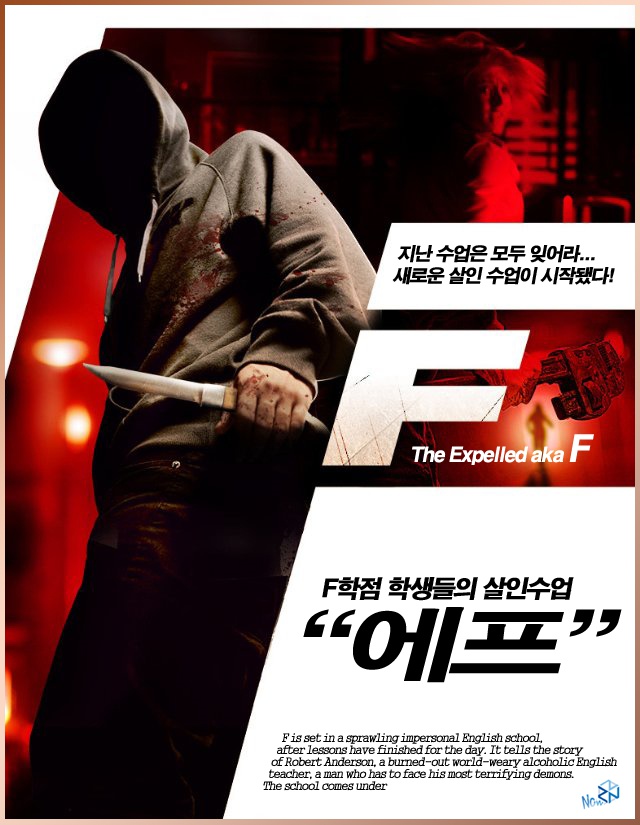 지난 수업은 모두 잊어라...
새로운 살인 수업이 시작됐다!
F
The Expelled aka F
F학점 학생들의 살인수업
“에프”
F is set in a sprawling impersonal English school,
after lessons have finished for the day. It tells the story
of Robert Anderson, a burned-out world-weary alcoholic English
teacher, a man who has to face his most terrifying demons.
The school comes under